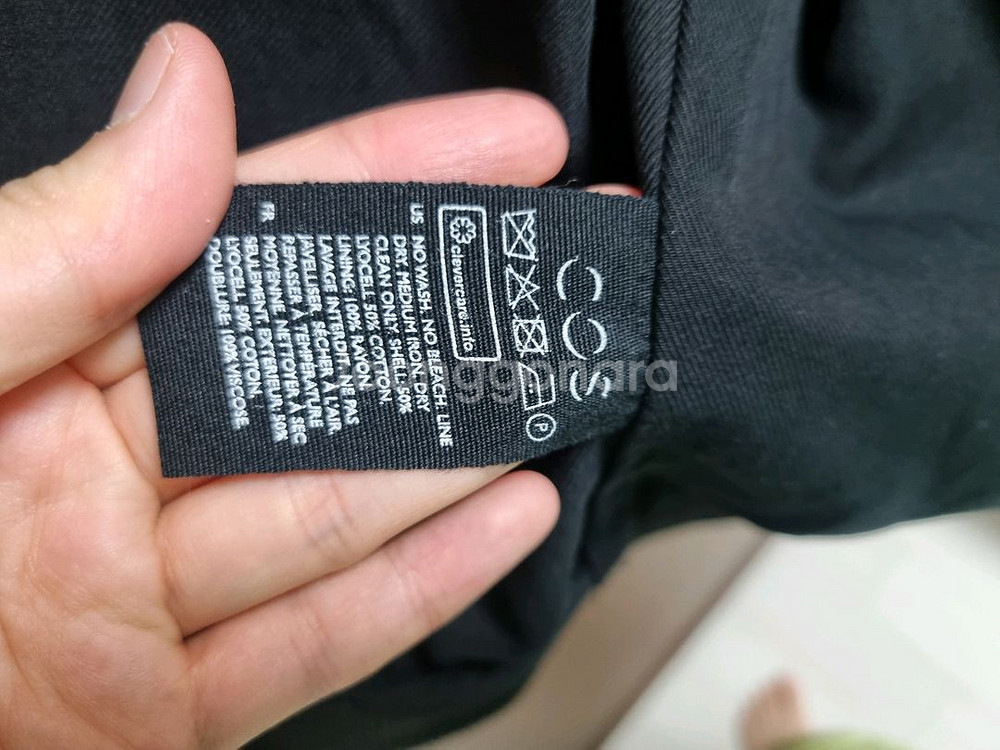 COS
P
clevercare.info
US
NO WASH. NO BLEACH. LINE
DRY. MEDIUM IRON. DRY
CLEAN ONLY. SHELL: 50%
LYOCELL 50% COTTON.
LINING: 100% RAYON.
FR
LAVAGE INTERDIT. NE PAS
JAVELLISER. SÉCHER À L'AIR.
REPASSER À TEMPÉRATURE
MOYENNE. NETTOYER À SEC
SEULEMENT. EXTÉRIEUR: 50%
LYOCELL 50% COTON.
DOUBLURE: 100% VISCOSE.